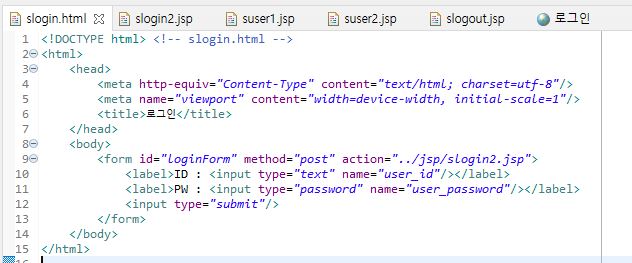 slogin.html slogin2.jsp suser1.jsp suser2.jsp slogout.jsp 로그인
1 <!DOCTYPE html> <!-- slogin.html -->
2 <html>
3 <head>
4 <meta http-equiv="Content-Type" content="text/html; charset=utf-8"/>
5 <meta name="viewport" content="width=device-width, initial-scale=1"/>
6 <title>로그인</title>
7 </head>
8 <body>
9 <form id="loginForm" method="post" action="../jsp/slogin2.jsp">
10 <label>ID : <input type="text" name="user_id"/></label>
11 <label>PW : <input type="password" name="user_password"/></label>
12 <input type="submit"/>
13 </form>
14 </body>
15 </html>
16